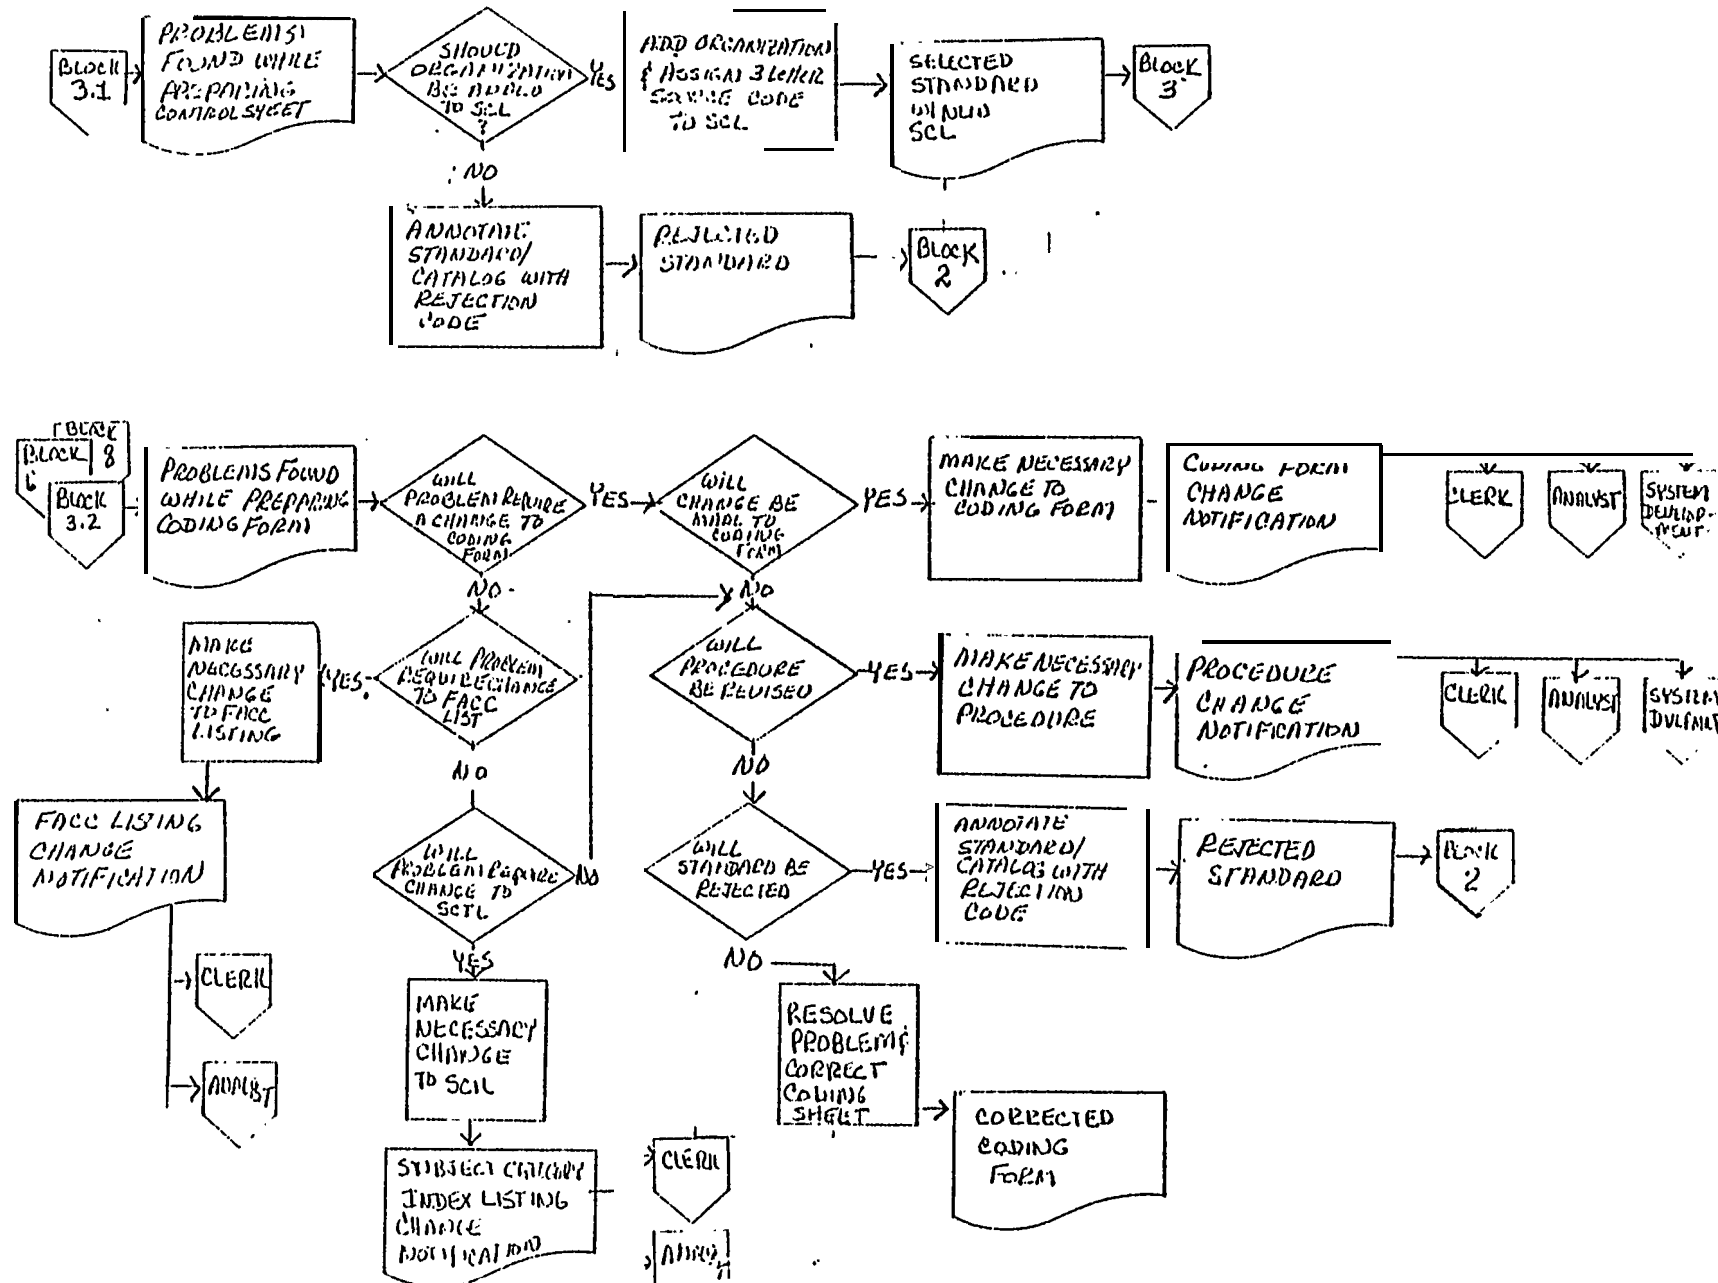 BLOCK
3.1
PROBLEMS
FOUND WHILE
PREPARING
CONTROL SHEET
SHOULD
ORGANIZATION
BE ADDED
TO SCL
?
YES
ADD ORGANIZATION
& ASSIGN 3 LETTER
SOURCE CODE
TO SCL
SELECTED
STANDARD
SCL
BLOCK
3
NO
ANNOTATE
STANDARD/
CATALOG WITH
REJECTION
CODE
REJECTED
STANDARD
BLOCK
2
BLOCK
8
BLOCK
6
BLOCK
3.2
PROBLEMS FOUND
WHILE PREPARING
CODING FORM
WILL
PROBLEM REQUIRE
A CHANGE TO
CODING
FORM
YES
WILL
CHANGE BE
MADE TO
CODING
FORM
YES
MAKE NECESSARY
CHANGE TO
CODING FORM
CODING FORM
CHANGE
NOTIFICATION
CLERK
ANALYST
SYSTEM
DEVELOP-
MENT
NO
NO
MAKE
NECESSARY
CHANGE
TO FACC
LISTING
YES
WILL PROBLEM
REQUIRE CHANGE
TO FACC
LIST
WILL
PROCEDURE
BE REVISED
YES
MAKE NECESSARY
CHANGE TO
PROCEDURE
PROCEDURE
CHANGE
NOTIFICATION
CLERK
ANALYST
SYSTEM
NO
NO
FACC LISTING
CHANGE
NOTIFICATION
WILL
PROBLEM REQUIRE
CHANGE TO
NO
WILL
STANDARD BE
REJECTED
YES
ANNOTATE
STANDARD/
CATALOG WITH
REJECTION
CODE
REJECTED
STANDARD
BLOCK
2
CLERK
ANALYST
YES
MAKE
NECESSARY
CHANGE
TO
NO
RESOLVE
PROBLEM &
CORRECT
CODING
SHEET
CORRECTED
CODING
FORM
SUBJECT CATEGORY
INDEX LISTING
CHANGE
NOTIFICATION
CLERK